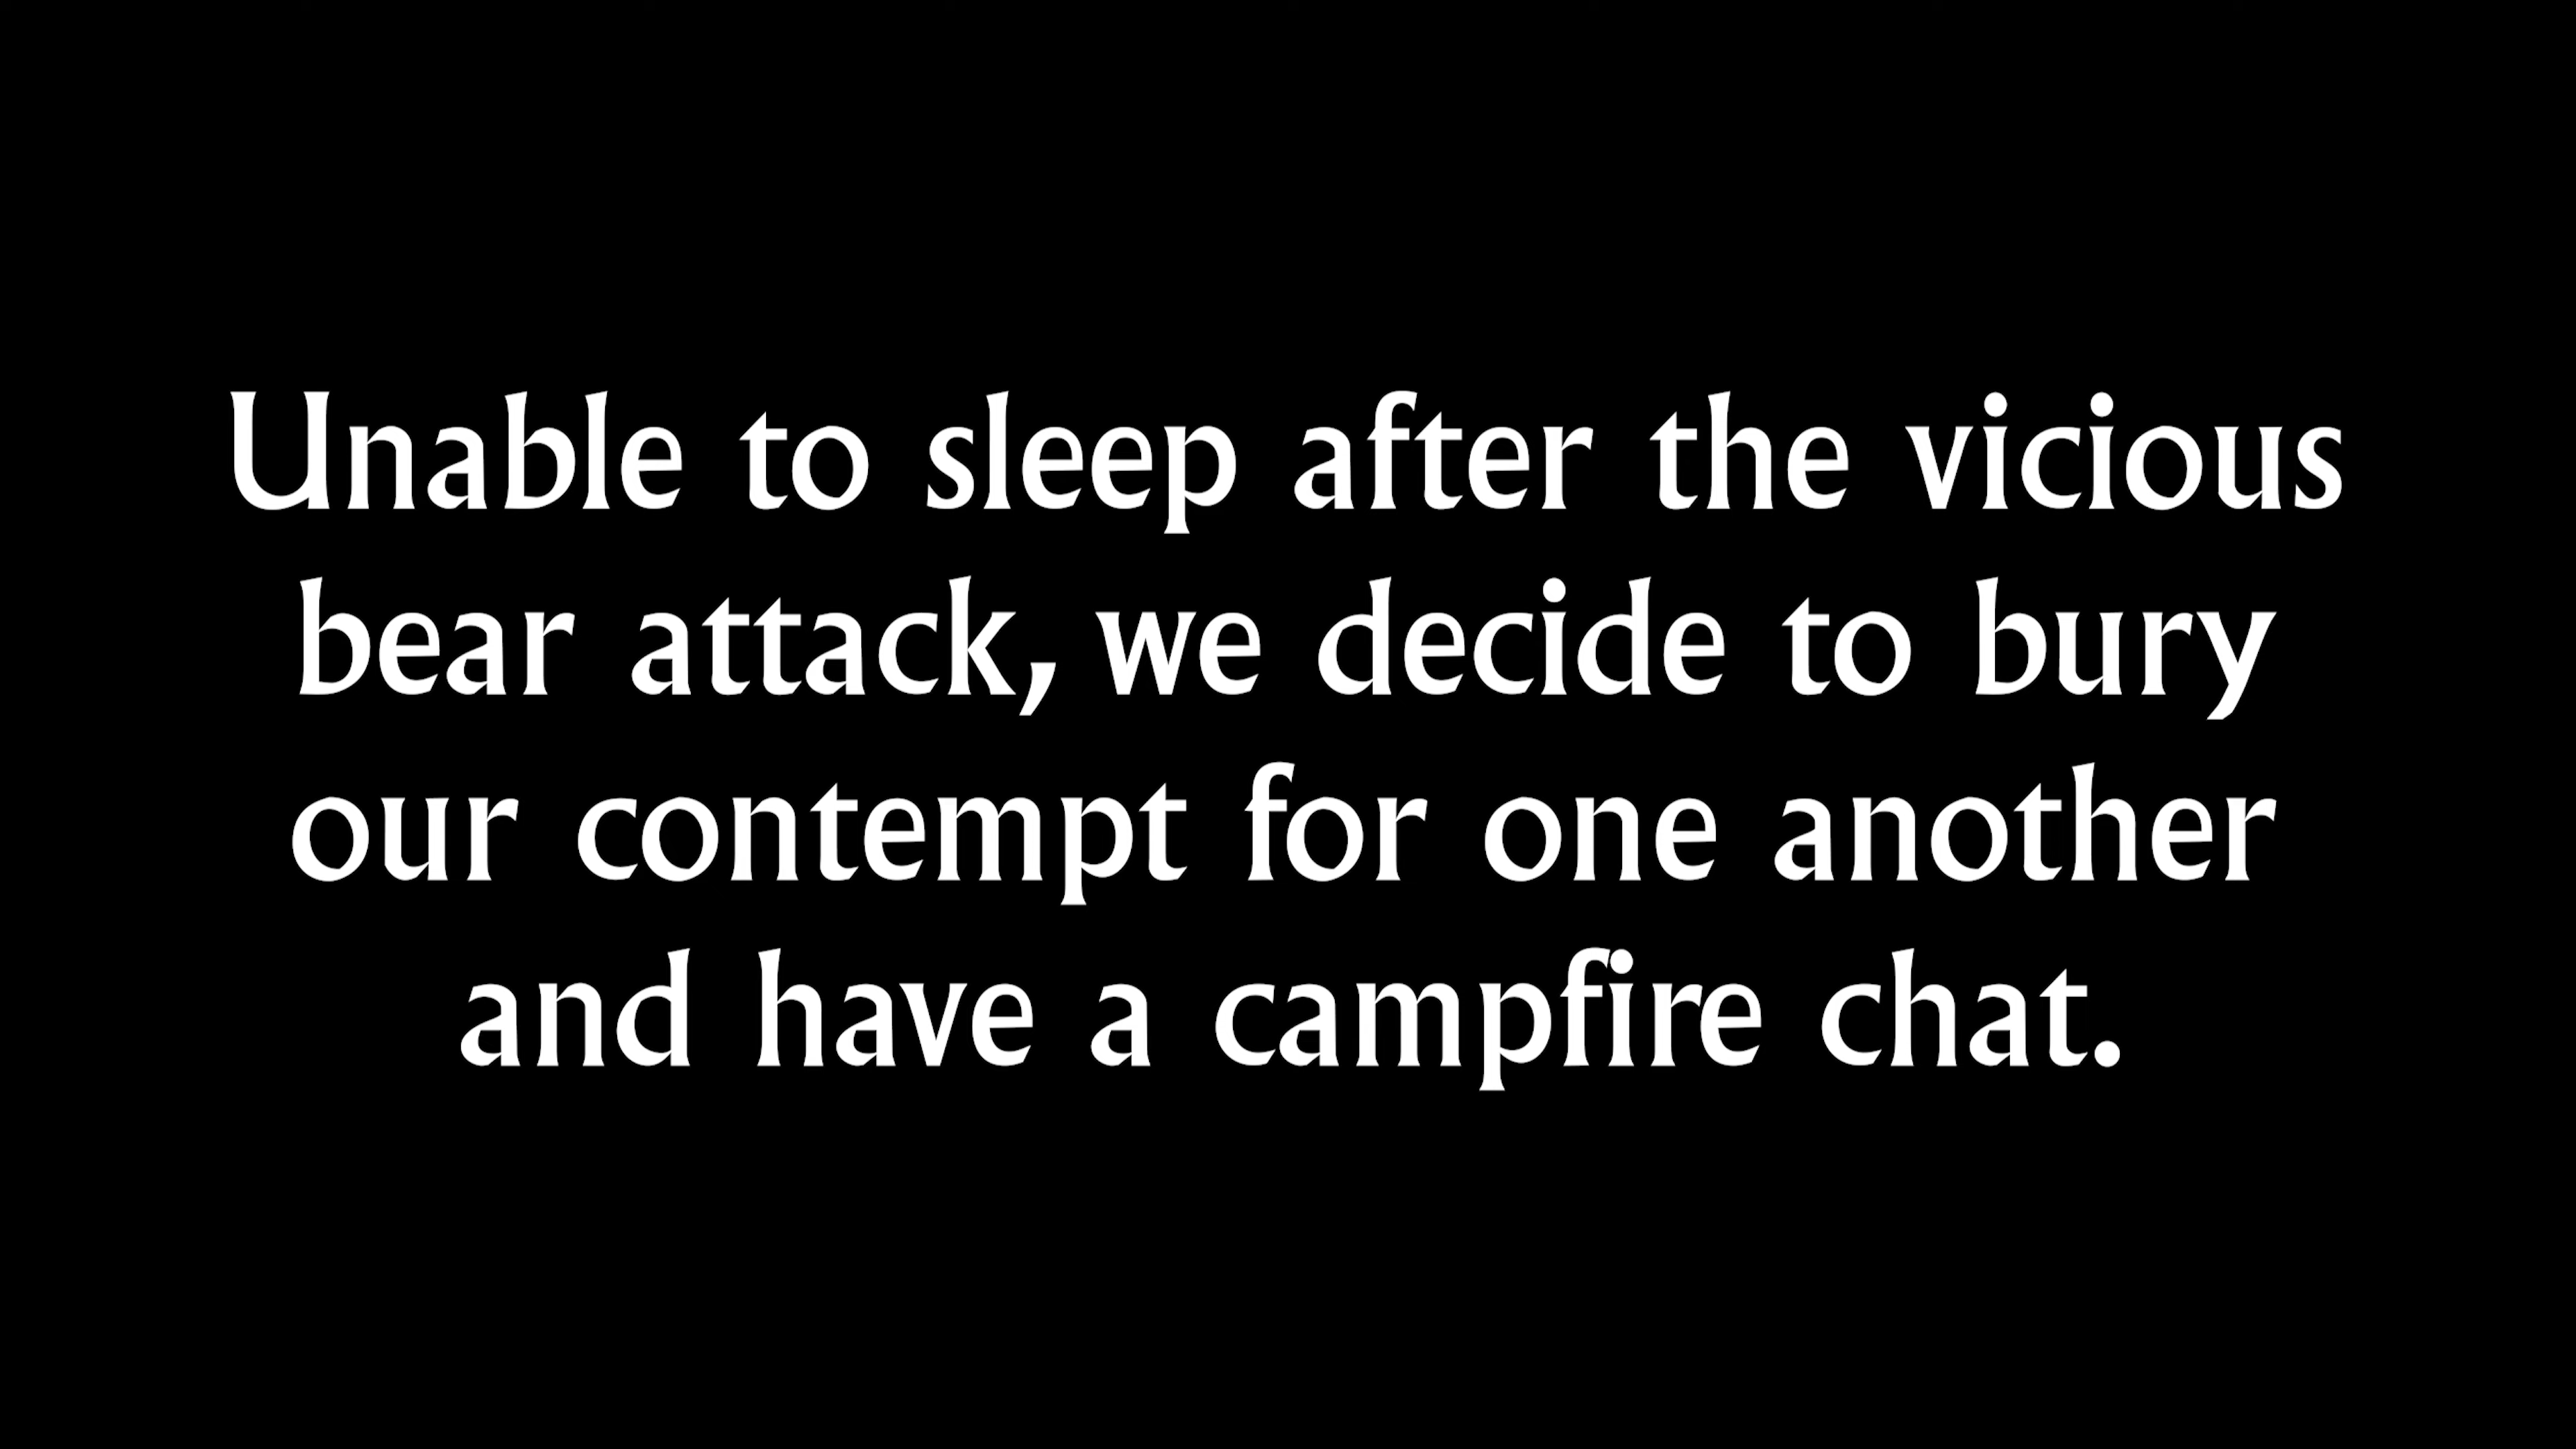 Unable to sleep after the vicious
bear attack, we decide to bury
our contempt for one another
and have a campfire chat.